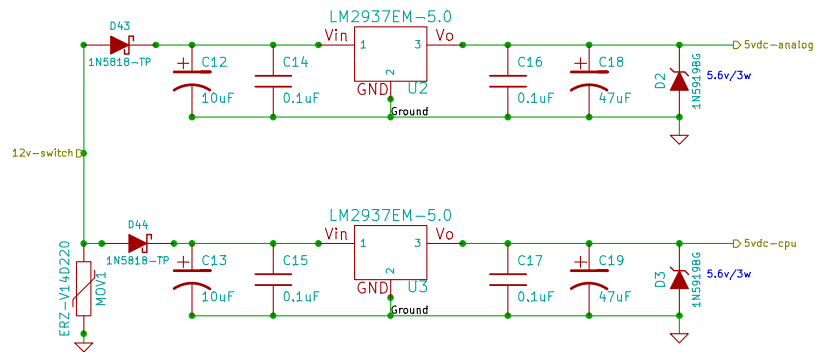 LM2937EM-5.0
D43
1N5818-TP
Vin
1
3
Vo
2
GND
U2
Ground
C12
10uF
C14
0.1uF
C16
0.1uF
C18
47uF
D2
1N5919BG
5.6v/3w
5vdc-analog
12v-switch
LM2937EM-5.0
D44
1N5818-TP
Vin
1
3
Vo
2
GND
U3
Ground
C13
10uF
C15
0.1uF
C17
0.1uF
C19
47uF
D3
1N5919BG
5.6v/3w
5vdc-cpu
ERZ-V14D220
MOV1